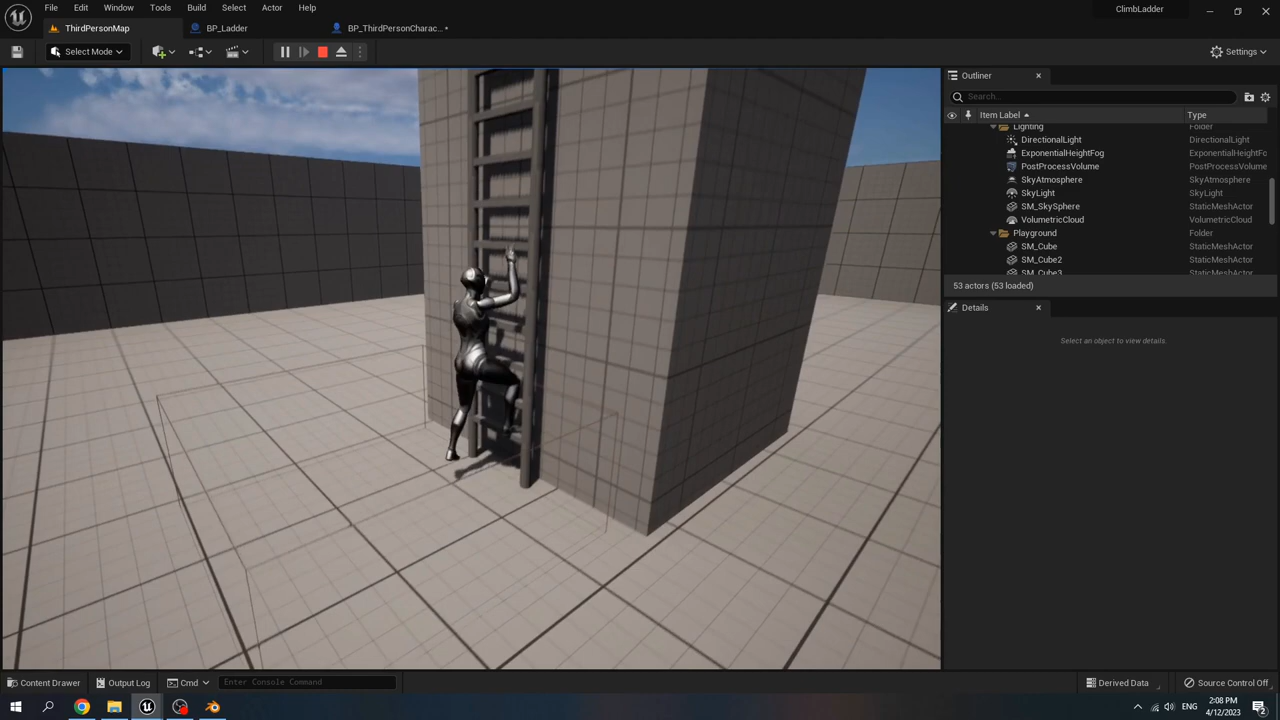 File Edit Window Tools Build Select Actor Help
ClimbLadder
ThirdPersonMap
BP_Ladder
BP_ThirdPersonCharac...•
Select Mode
Settings
Outliner
Search...
Item Label Type
Lighting Folder
DirectionalLight DirectionalLight
ExponentialHeightFog ExponentialHeightFo
PostProcessVolume PostProcessVolume
SkyAtmosphere SkyAtmosphere
SkyLight SkyLight
SM_SkySphere StaticMeshActor
VolumetricCloud VolumetricCloud
Playground Folder
SM_Cube StaticMeshActor
SM_Cube2 StaticMeshActor
SM_Cube3 StaticMeshActor
53 actors (53 loaded)
Details
Select an object to view details.
Content Drawer Output Log Cmd Enter Console Command
Derived Data Source Control Off
ENG 2:08 PM
4/12/2023